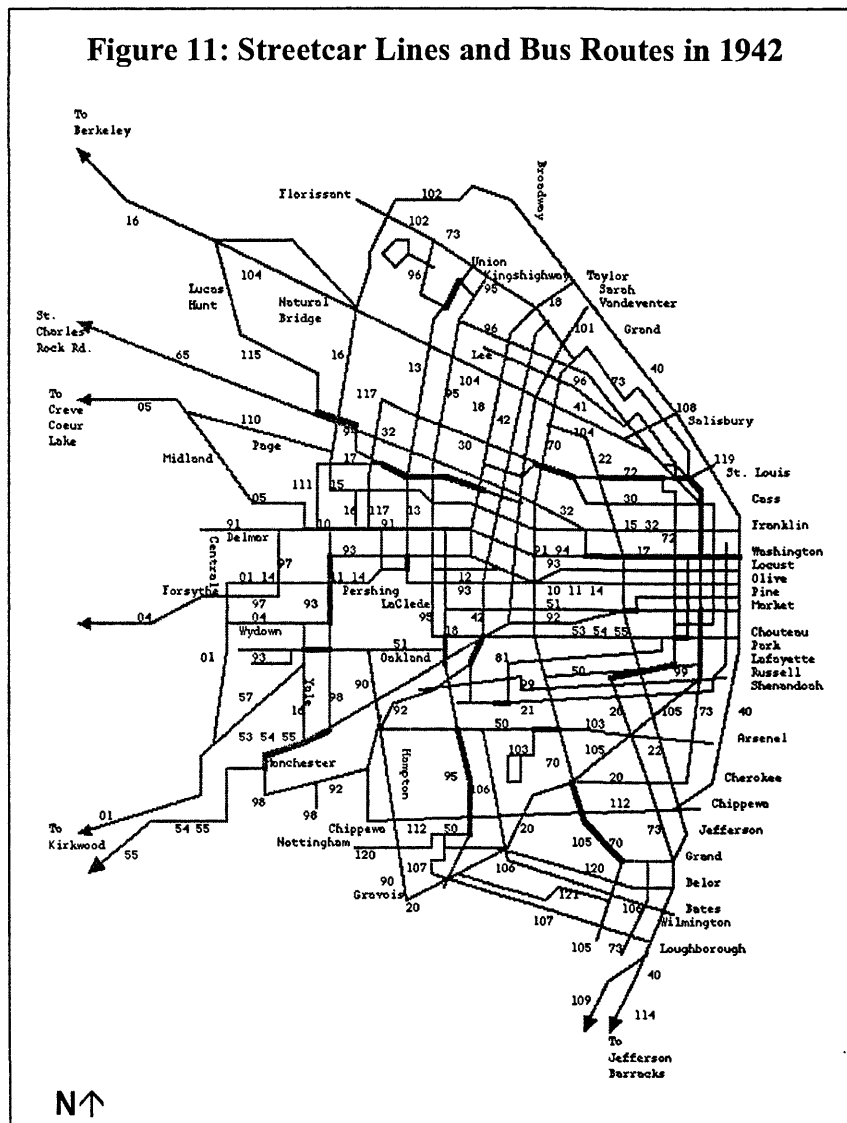 Figure 11: Streetcar Lines and Bus Routes in 1942
To
Berkeley
Florissant
102
Broadway
102
73
16
Union
Kingshighway
Taylor
Sarah
Vandeventer
96
95
18
104
Lucas
Hunt
Natural
Bridge
101
Grand
St.
Charles
Rock Rd.
96
40
65
16
13
Lee
115
104
96
73
To
Creve
Coeur
Lake
117
95
18
42
41
108
05
110
32
104
Salisbury
30
70
Midland
Page
22
119
17
72
St. Louis
111
15
05
30
Cass
16
117
13
32
91
10
91
15
32
Franklin
Delmar
72
97
93
91
94
17
Washington
Central
93
Locust
01
14
11
14
12
Olive
Forsythe
Pershing
93
10
11
14
Pine
97
93
LaClede
51
Market
04
04
95
42
92
Wydown
18
53
54
55
Chouteau
51
Park
01
93
Oakland
81
Lafayette
50
99
Russell
57
Yale
98
90
99
Shenandoah
16
92
21
20
105
73
40
53
54
55
50
103
Arsenel
Manchester
Hampton
103
105
22
95
70
98
92
106
20
Cherokee
01
98
112
Chippewa
To
Kirkwood
54
55
Chippewa
112
50
20
105
73
Jefferson
Nottingham
70
55
120
Grand
107
106
120
90
Belor
Gravois
20
121
106
Bates
107
Wilmington
105
73
Loughborough
40
109
114
To
Jefferson
Barracks
N↑